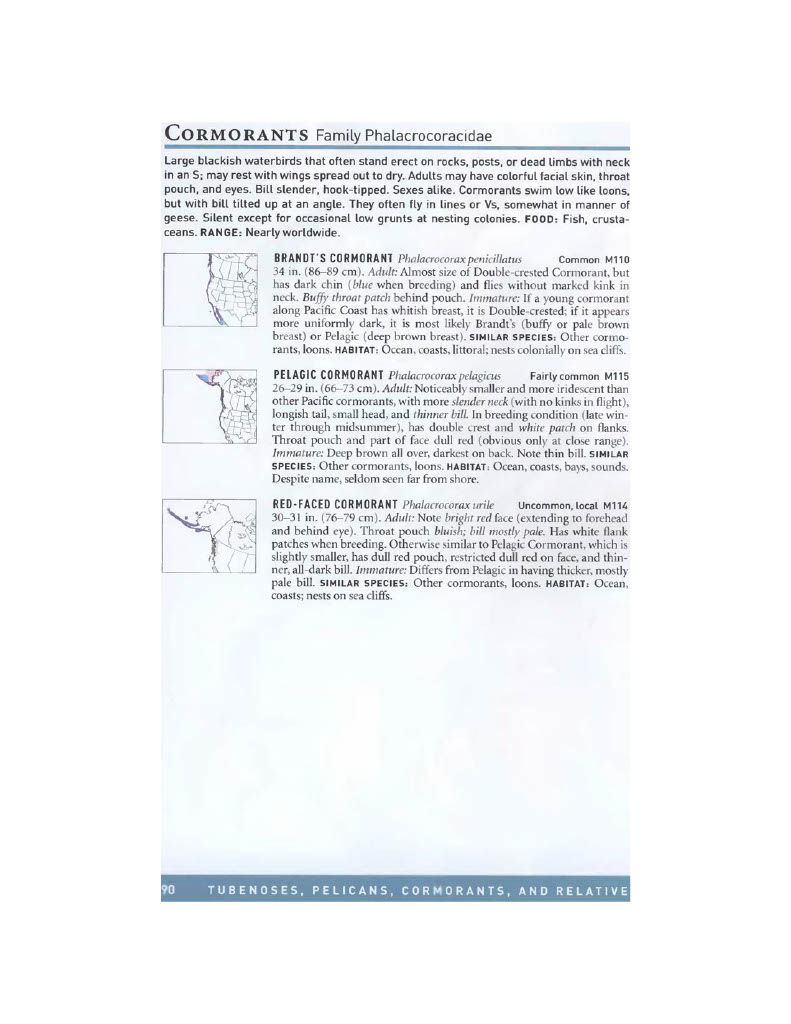 CORMORANTS Family Phalacrocoracidae
Large blackish waterbirds that often stand erect on rocks, posts, or dead limbs with neck
in an S; may rest with wings spread out to dry. Adults may have colorful facial skin, throat
pouch, and eyes. Bill slender, hook-tipped. Sexes alike. Cormorants swim low like loons,
but with bill tilted up at an angle. They often fly in lines or Vs, somewhat in manner of
geese. Silent except for occasional low grunts at nesting colonies. FOOD: Fish, crusta-
ceans. RANGE: Nearly worldwide.
BRANDT'S CORMORANT Phalacrocorax penicillatus Common M110
34 in. (86–89 cm). Adult: Almost size of Double-crested Cormorant, but
has dark chin (blue when breeding) and flies without marked kink in
neck. Buffy throat patch behind pouch. Immature: If a young cormorant
along Pacific Coast has whitish breast, it is Double-crested; if it appears
more uniformly dark, it is most likely Brandt's (buffy or pale brown
breast) or Pelagic (deep brown breast). SIMILAR SPECIES: Other cormo-
rants, loons. HABITAT: Ocean, coasts, littoral; nests colonially on sea cliffs.
PELAGIC CORMORANT Phalacrocorax pelagicus Fairly common M115
26–29 in. (66–73 cm). Adult: Noticeably smaller and more iridescent than
other Pacific cormorants, with more slender neck (with no kinks in flight),
longish tail, small head, and thinner bill. In breeding condition (late win-
ter through midsummer), has double crest and white patch on flanks.
Throat pouch and part of face dull red (obvious only at close range).
Immature: Deep brown all over, darkest on back. Note thin bill. SIMILAR
SPECIES: Other cormorants, loons. HABITAT: Ocean, coasts, bays, sounds.
Despite name, seldom seen far from shore.
RED-FACED CORMORANT Phalacrocorax urile Uncommon, local M114
30–31 in. (76–79 cm). Adult: Note bright red face (extending to forehead
and behind eye). Throat pouch bluish; bill mostly pale. Has white flank
patches when breeding. Otherwise similar to Pelagic Cormorant, which is
slightly smaller, has dull red pouch, restricted dull red on face, and thin-
ner, all-dark bill. Immature: Differs from Pelagic in having thicker, mostly
pale bill. SIMILAR SPECIES: Other cormorants, loons. HABITAT: Ocean,
coasts; nests on sea cliffs.
90 TUBENOSES, PELICANS, CORMORANTS, AND RELATIVE